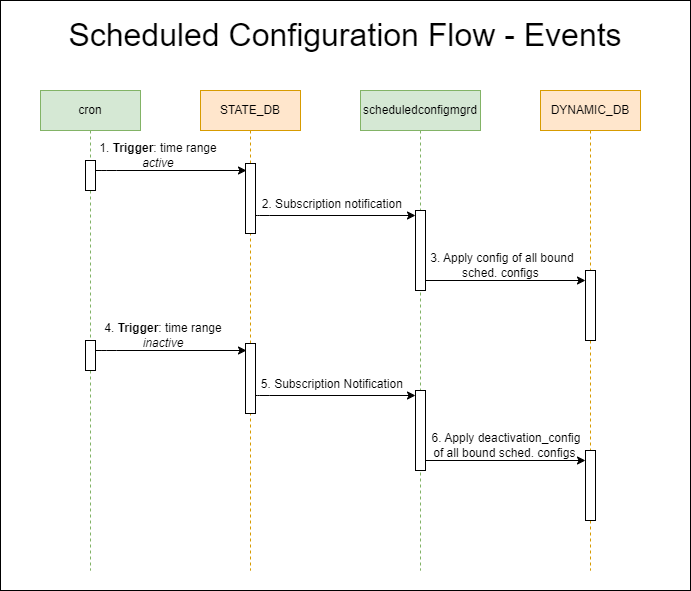 Scheduled Configuration Flow - Events
cron
STATE_DB
scheduledconfigmgrd
DYNAMIC_DB
1. Trigger: time range
active
2. Subscription notification
3. Apply config of all bound
sched. configs
4. Trigger: time range
inactive
5. Subscription Notification
6. Apply deactivation_config
of all bound sched. configs